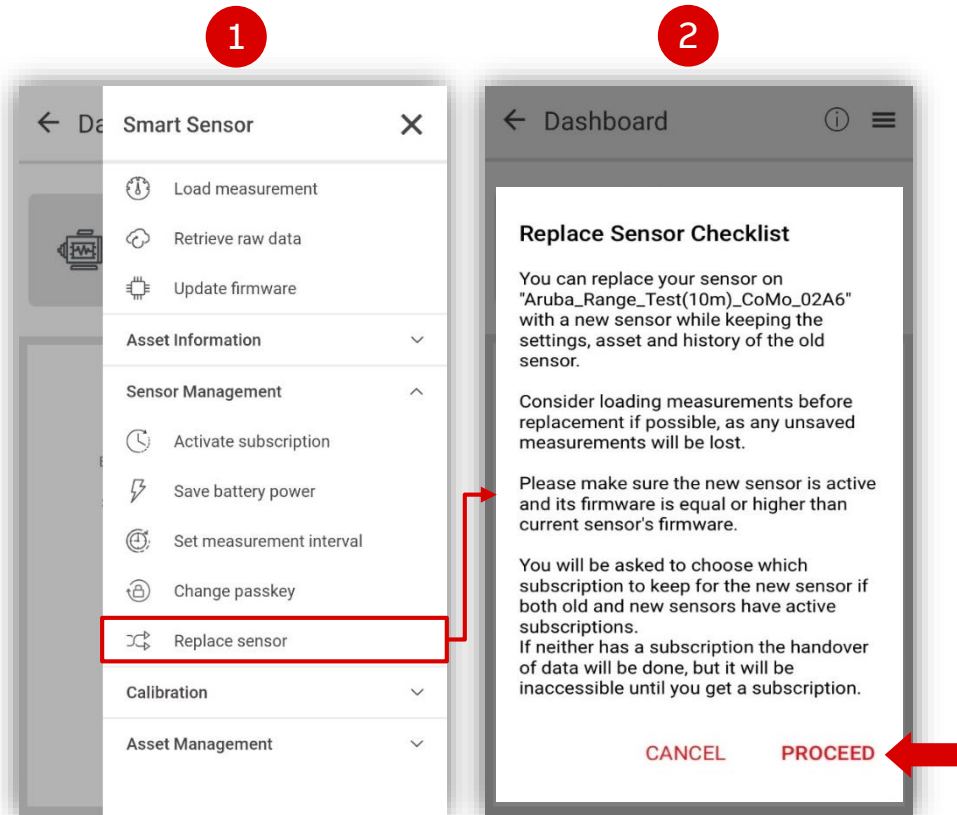 1
Da
Smart Sensor
Load measurement
Retrieve raw data
Update firmware
Asset Information
Sensor Management
Activate subscription
Save battery power
Set measurement interval
Change passkey
Replace sensor
Calibration
Asset Management
2
Dashboard
Replace Sensor Checklist
You can replace your sensor on
"Aruba_Range_Test(10m)_CoMo_02A6"
with a new sensor while keeping the
settings, asset and history of the old
sensor.
Consider loading measurements before
replacement if possible, as any unsaved
measurements will be lost.
Please make sure the new sensor is active
and its firmware is equal or higher than
current sensor's firmware.
You will be asked to choose which
subscription to keep for the new sensor if
both old and new sensors have active
subscriptions.
If neither has a subscription the handover
of data will be done, but it will be
inaccessible until you get a subscription.
CANCEL PROCEED